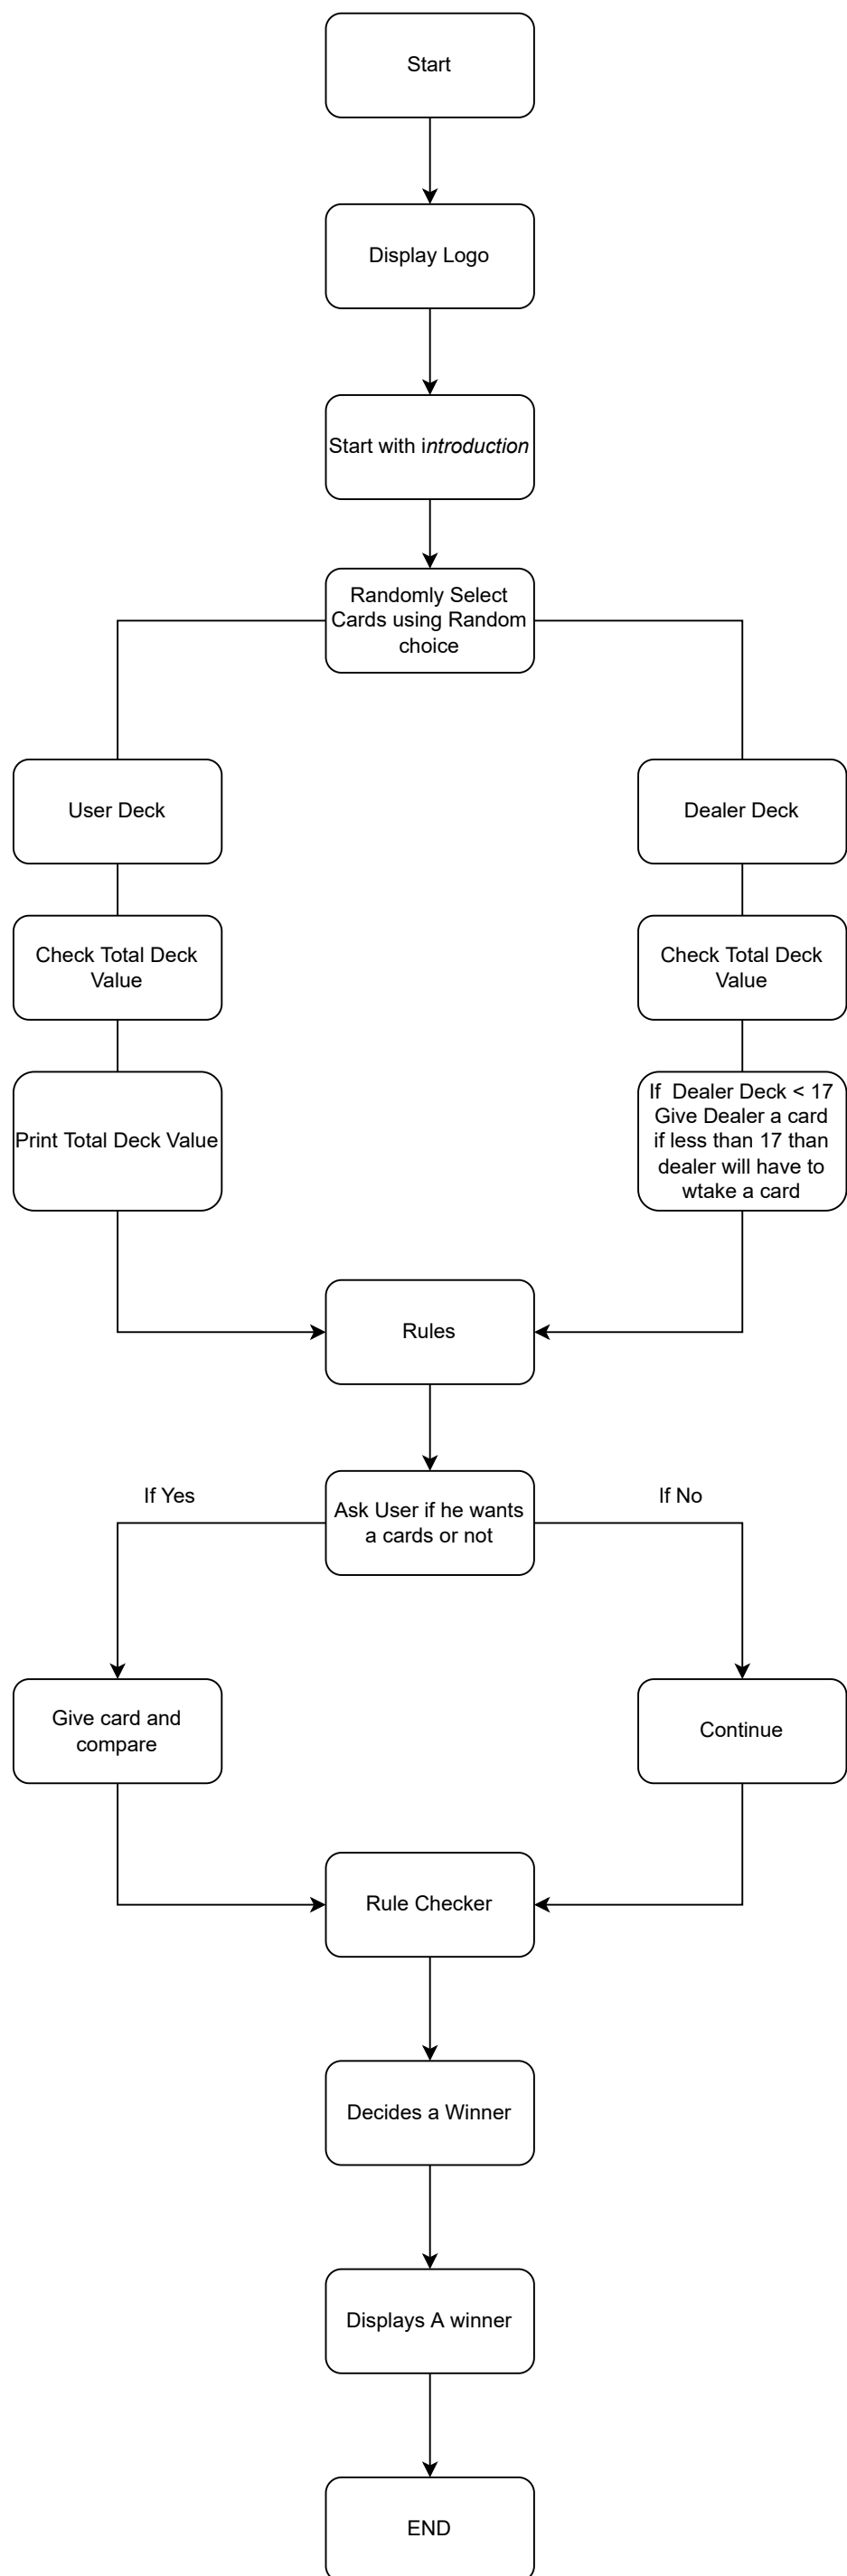 Start
Display Logo
Start with introduction
Randomly Select
Cards using Random
choice
User Deck
Dealer Deck
Check Total Deck
Value
Check Total Deck
Value
Print Total Deck Value
If  Dealer Deck < 17
Give Dealer a card
if less than 17 than
dealer will have to
wtake a card
Rules
If Yes
Ask User if he wants
a cards or not
If No
Give card and
compare
Continue
Rule Checker
Decides a Winner
Displays A winner
END